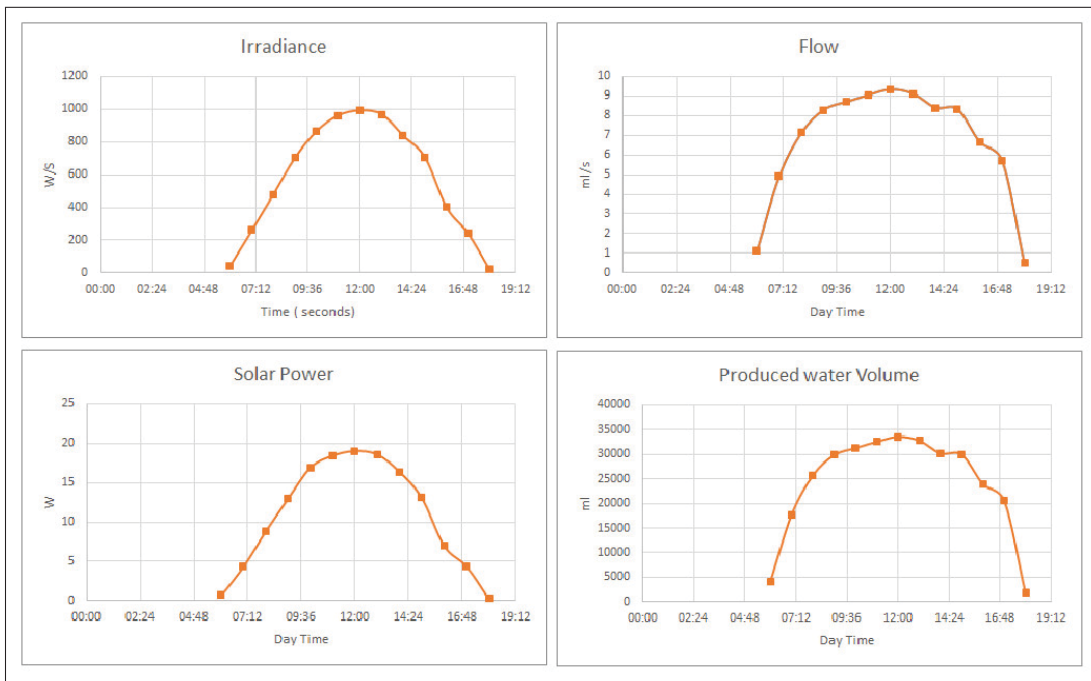 Irradiance
1200
1000
800
600
400
200
0
W/S
00:00 02:24 04:48 07:12 09:36 12:00 14:24 16:48 19:12
Time ( seconds)
Flow
10
9
8
7
6
5
4
3
2
1
0
ml/s
00:00 02:24 04:48 07:12 09:36 12:00 14:24 16:48 19:12
Day Time
Solar Power
25
20
15
10
5
0
W
00:00 02:24 04:48 07:12 09:36 12:00 14:24 16:48 19:12
Day Time
Produced water Volume
40000
35000
30000
25000
20000
15000
10000
5000
0
ml
00:00 02:24 04:48 07:12 09:36 12:00 14:24 16:48 19:12
Day Time